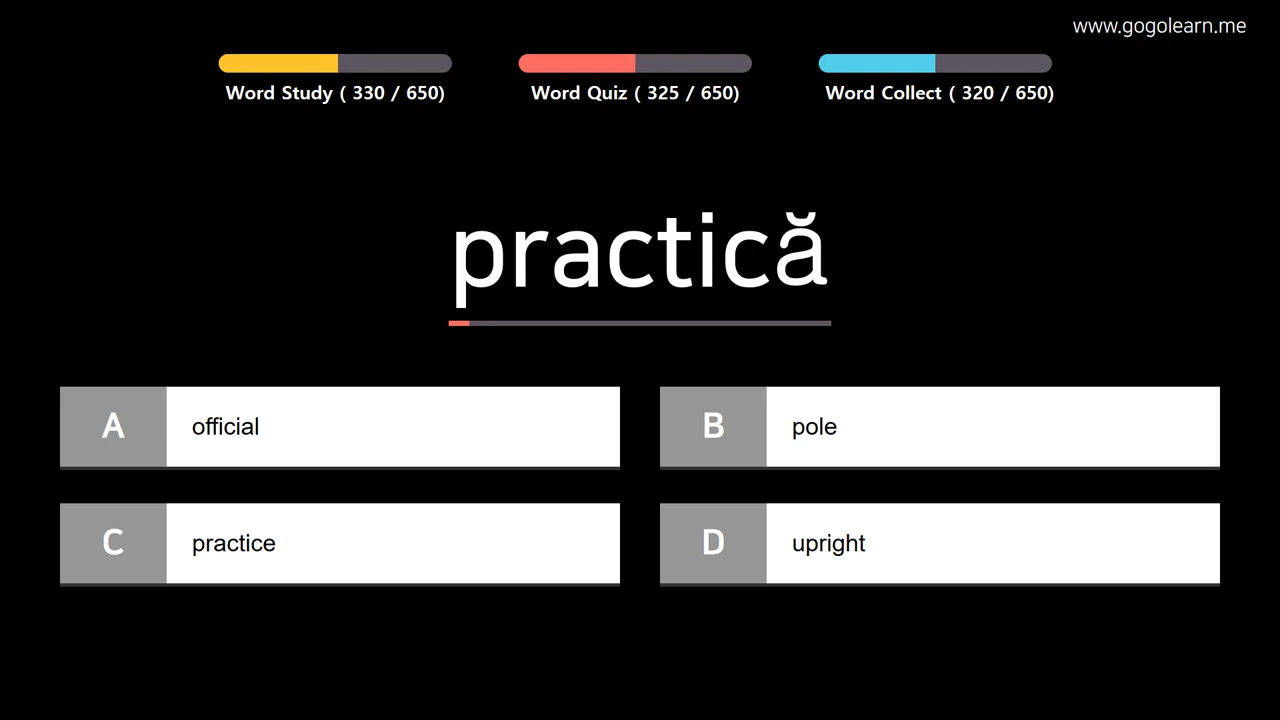 www.gogolearn.me
Word Study ( 330 / 650)
Word Quiz ( 325 / 650)
Word Collect ( 320 / 650)
practică
A official
B pole
C practice
D upright